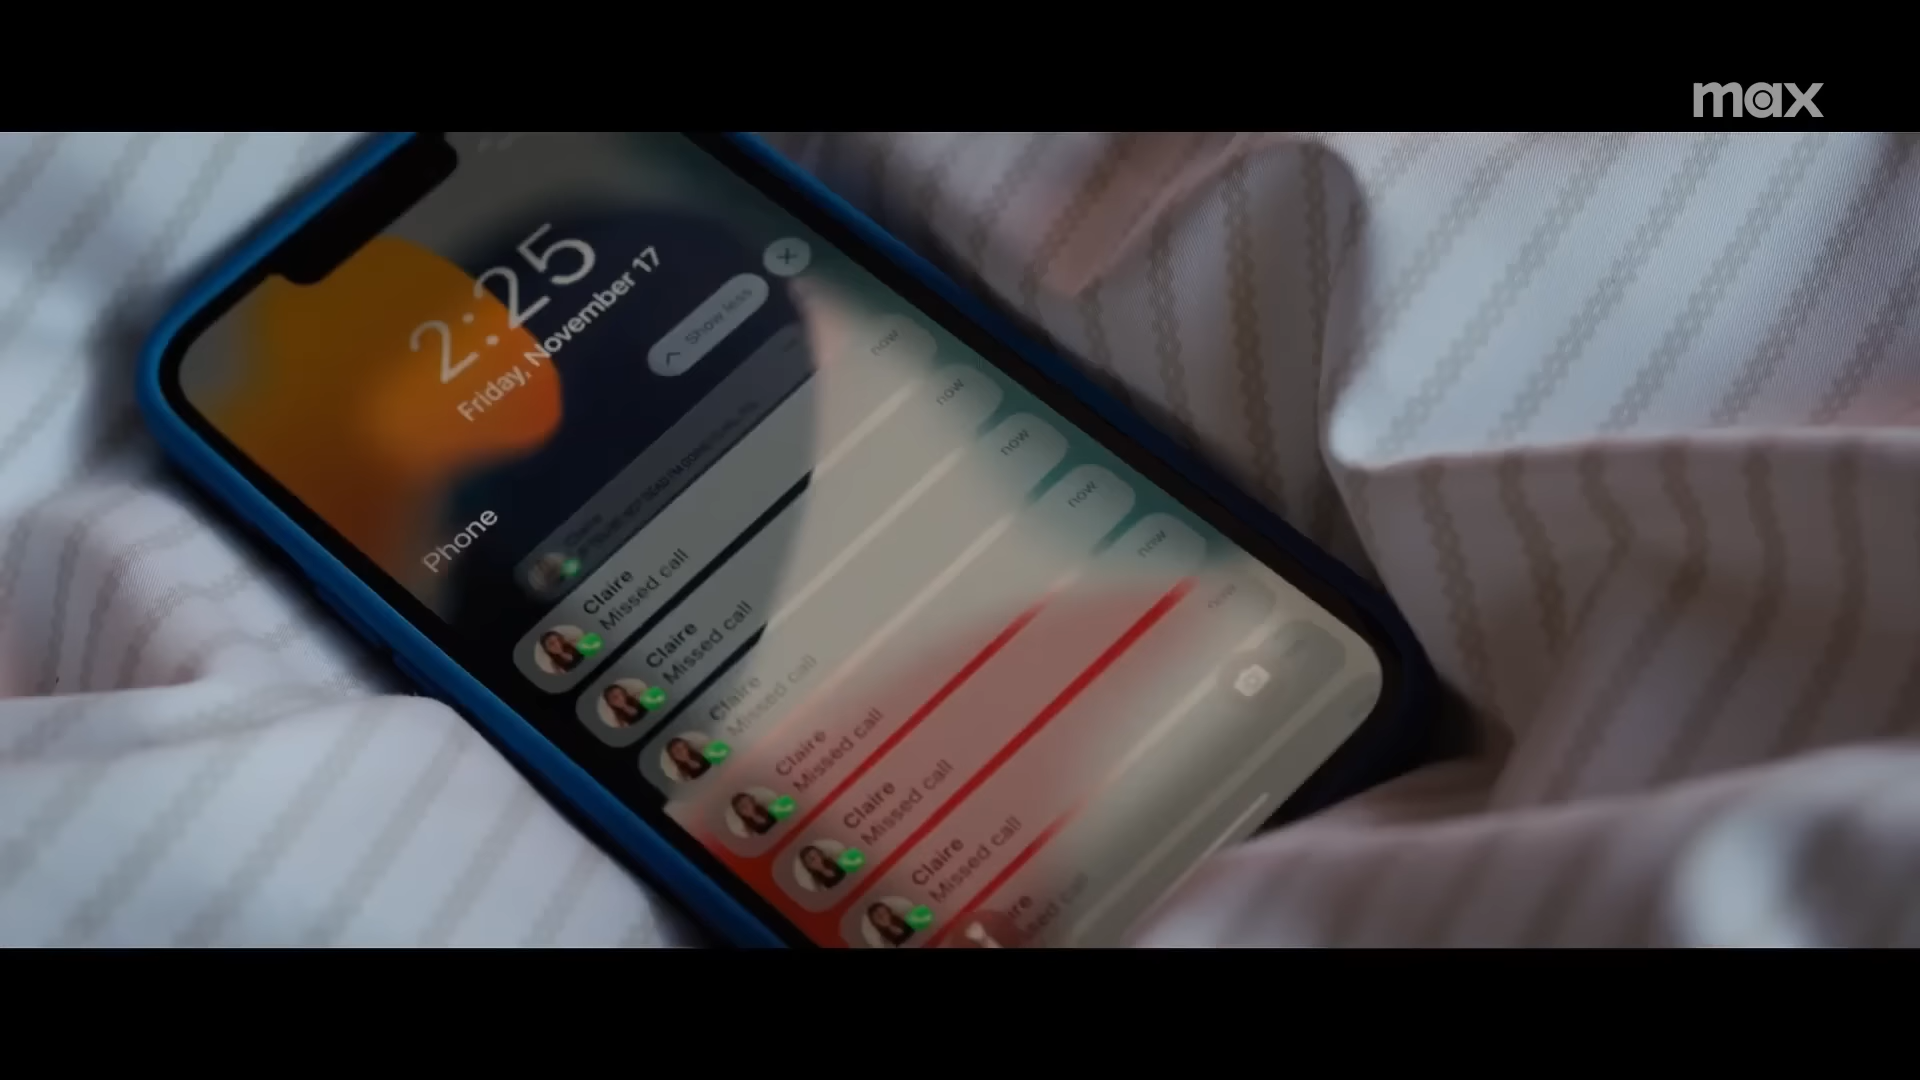 max
2:25
Friday, November 17
Show less
Phone
Claire
Missed call
now
Claire
Missed call
now
Claire
Missed call
now
Claire
Missed call
now
Claire
Missed call
now
Claire
Missed call
now